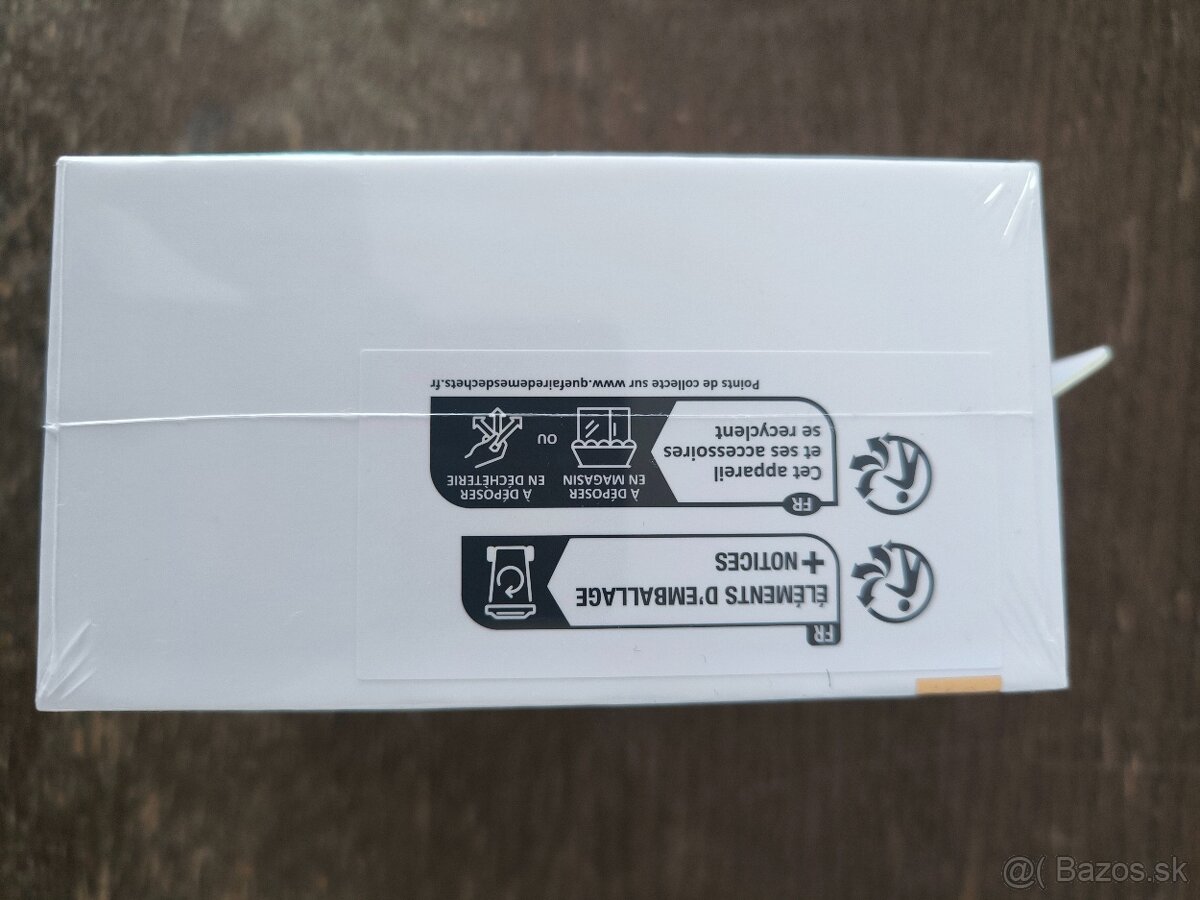 FR
ÉLÉMENTS D'EMBALLAGE
+ NOTICES
FR
Cet appareil
et ses accessoires
se recyclent
À DÉPOSER
EN MAGASIN
OU
À DÉPOSER
EN DÉCHÈTERIE
Points de collecte sur www.quefairedemesdechets.fr
@( Bazos.sk